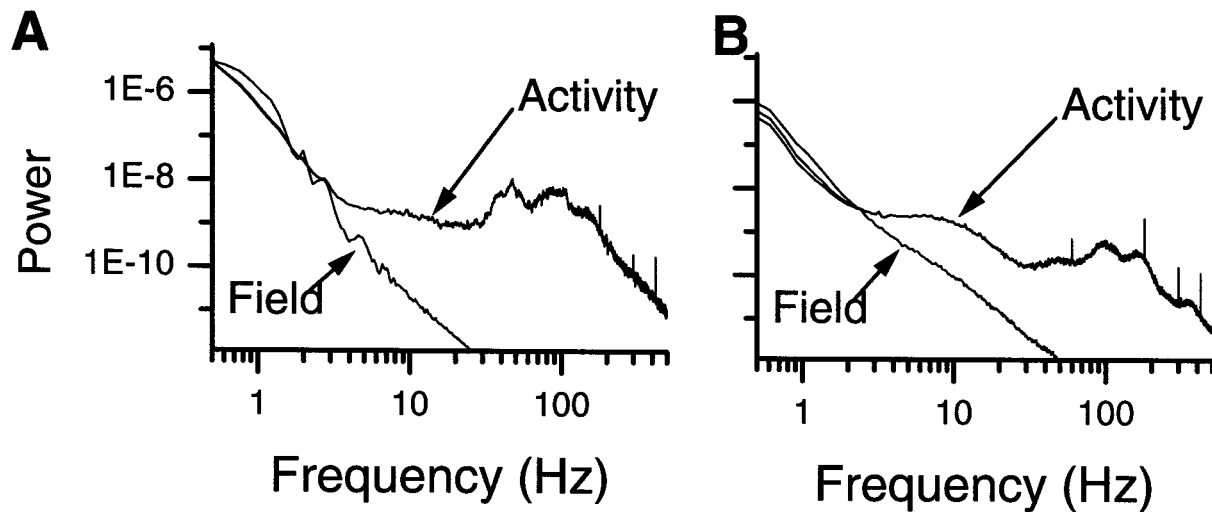 A
B
1E-6
1E-8
1E-10
Power
Activity
Field
1
10
100
Frequency (Hz)
Activity
Field
1
10
100
Frequency (Hz)